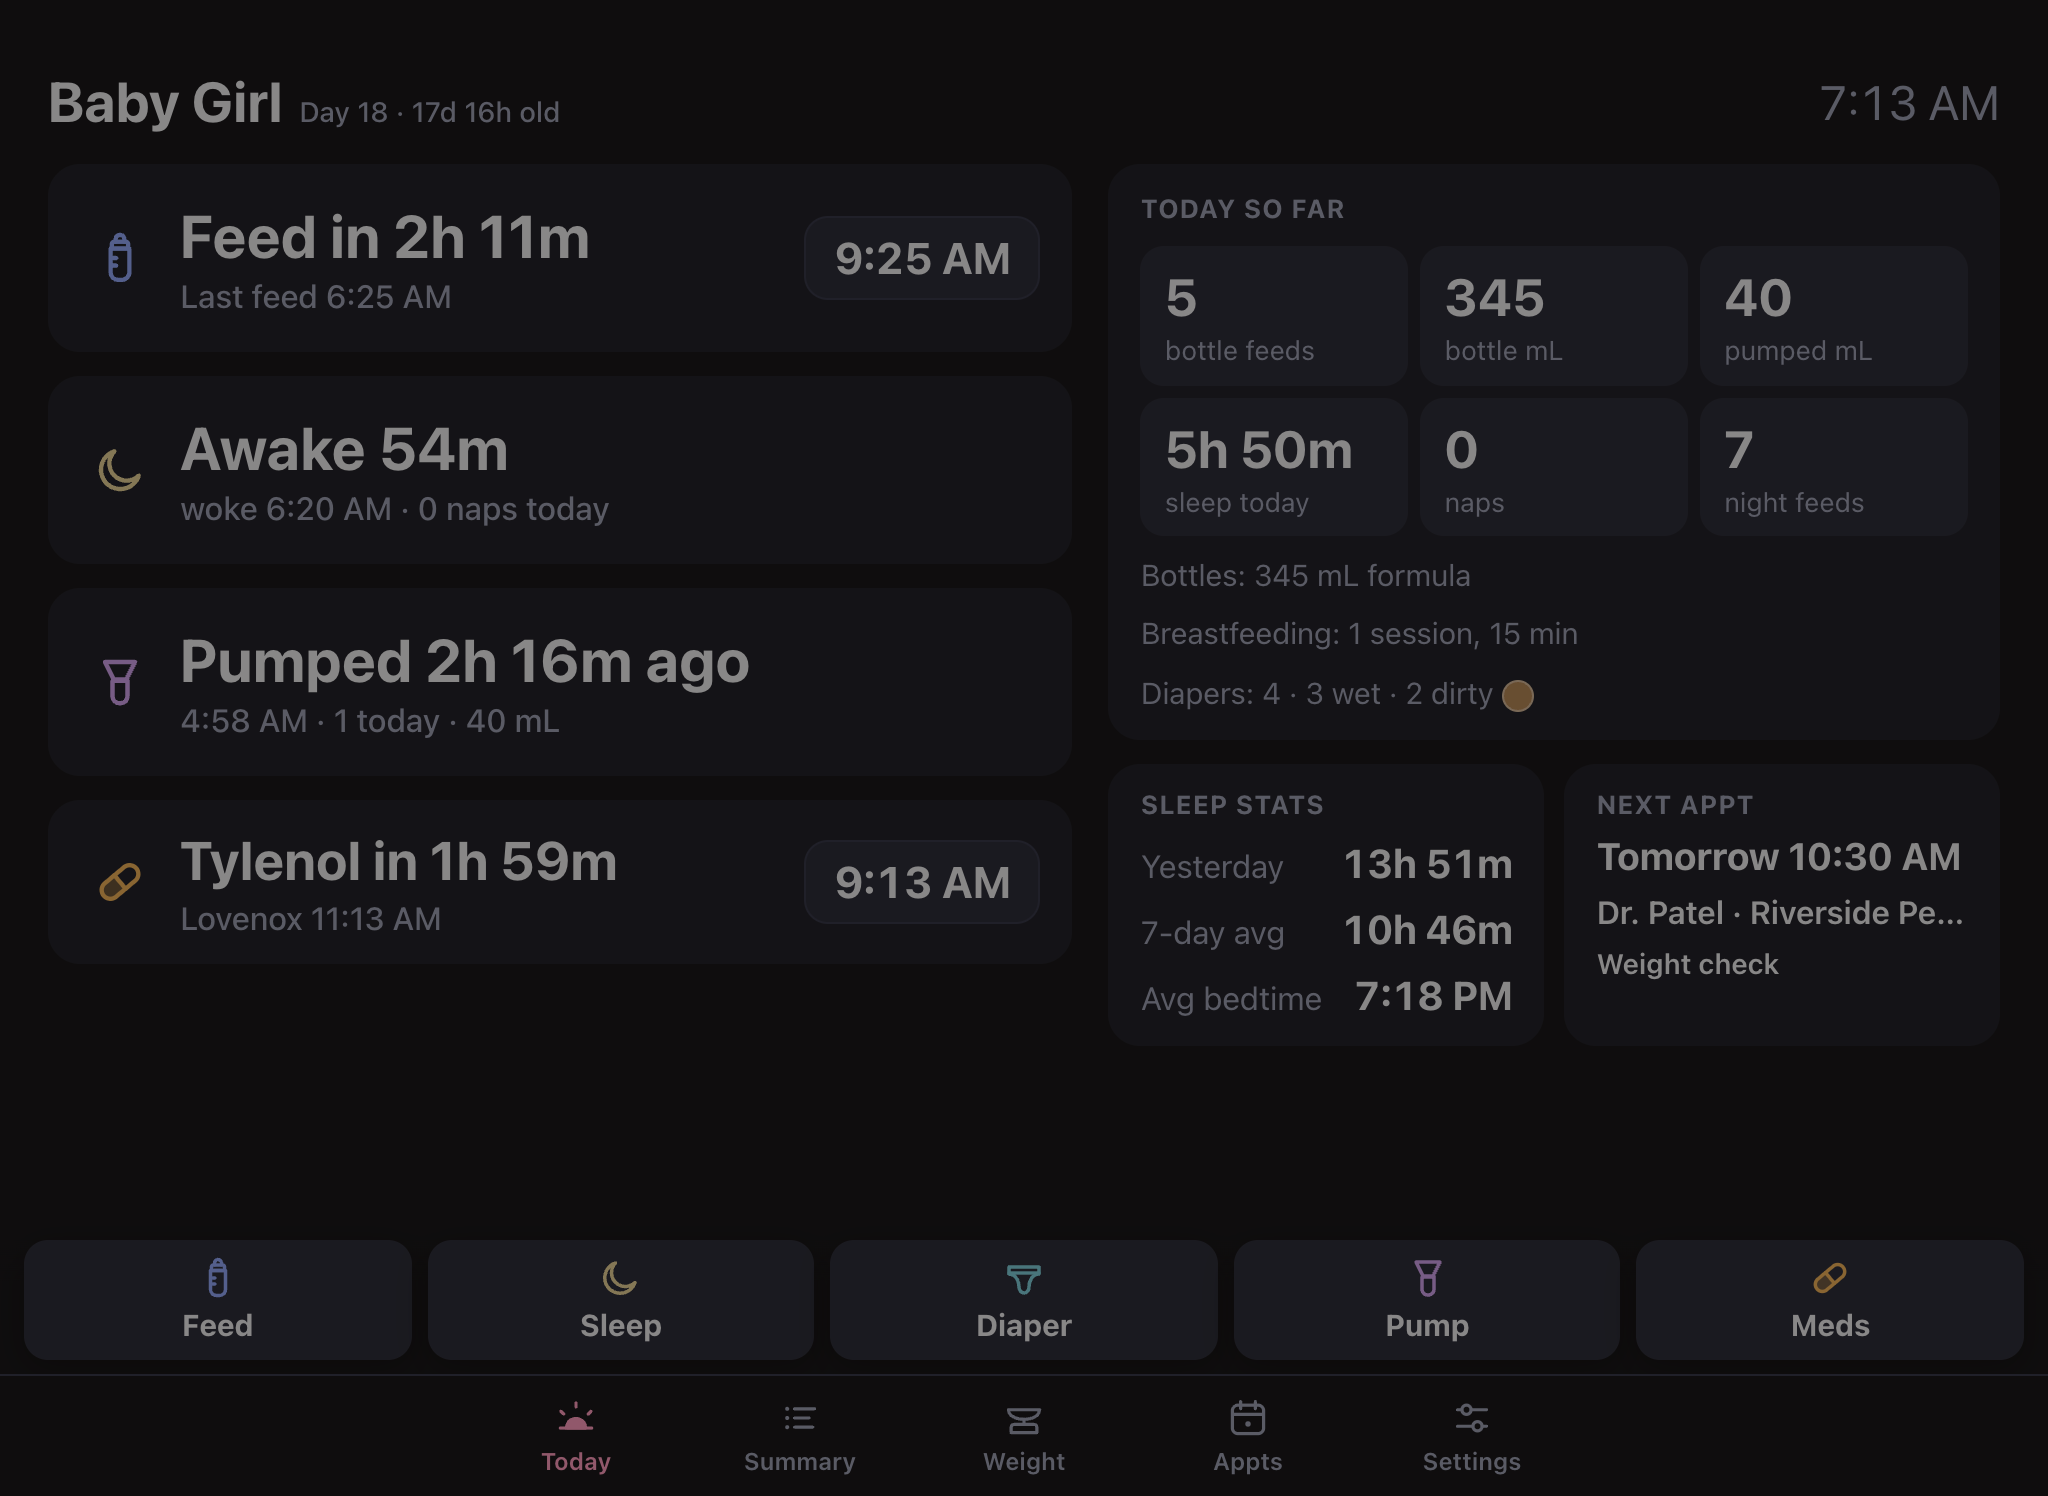 Baby Girl Day 18 · 17d 16h old
7:13 AM
Feed in 2h 11m
Last feed 6:25 AM
9:25 AM
Awake 54m
woke 6:20 AM · 0 naps today
Pumped 2h 16m ago
4:58 AM · 1 today · 40 mL
Tylenol in 1h 59m
Lovenox 11:13 AM
9:13 AM
TODAY SO FAR
5
bottle feeds
345
bottle mL
40
pumped mL
5h 50m
sleep today
0
naps
7
night feeds
Bottles: 345 mL formula
Breastfeeding: 1 session, 15 min
Diapers: 4 · 3 wet · 2 dirty
SLEEP STATS
Yesterday 13h 51m
7-day avg 10h 46m
Avg bedtime 7:18 PM
NEXT APPT
Tomorrow 10:30 AM
Dr. Patel · Riverside Pe...
Weight check
Feed
Sleep
Diaper
Pump
Meds
Today
Summary
Weight
Appts
Settings